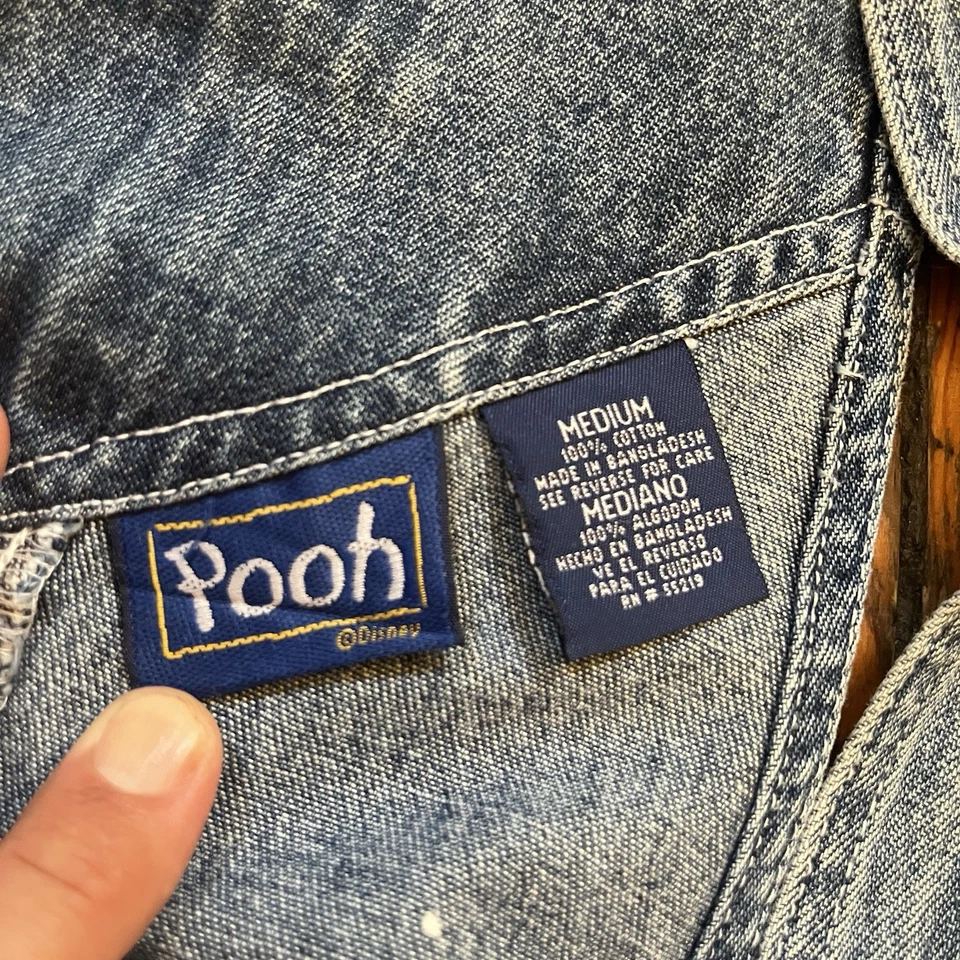 Pooh
©Disney
MEDIUM
100% COTTON
MADE IN BANGLADESH
SEE REVERSE FOR CARE
MEDIANO
100% ALGODON
HECHO EN BANGLADESH
VE EL REVERSO
PARA EL CUIDADO
RN # 55219